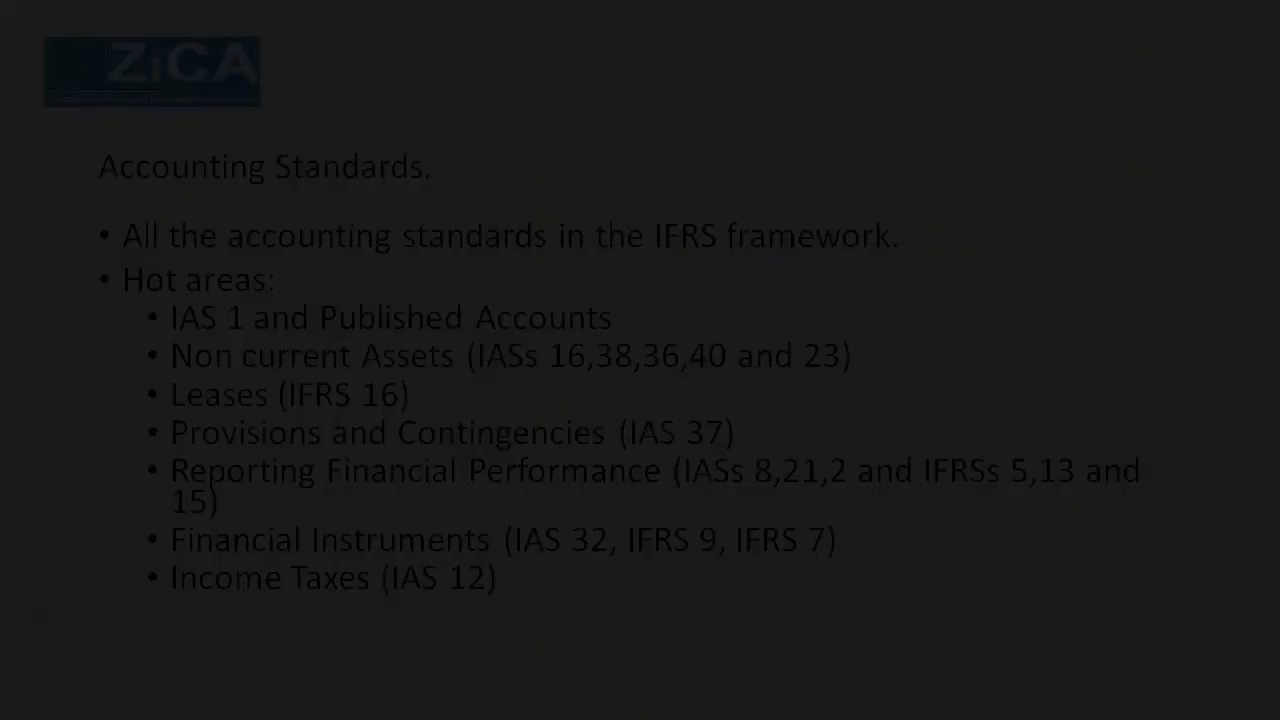 ZiCA
Accounting Standards.
• All the accounting standards in the IFRS framework.
• Hot areas:
• IAS 1 and Published Accounts
• Non current Assets (IASs 16,38,36,40 and 23)
• Leases (IFRS 16)
• Provisions and Contingencies (IAS 37)
• Reporting Financial Performance (IASs 8,21,2 and IFRSs 5,13 and
15)
• Financial Instruments (IAS 32, IFRS 9, IFRS 7)
• Income Taxes (IAS 12)